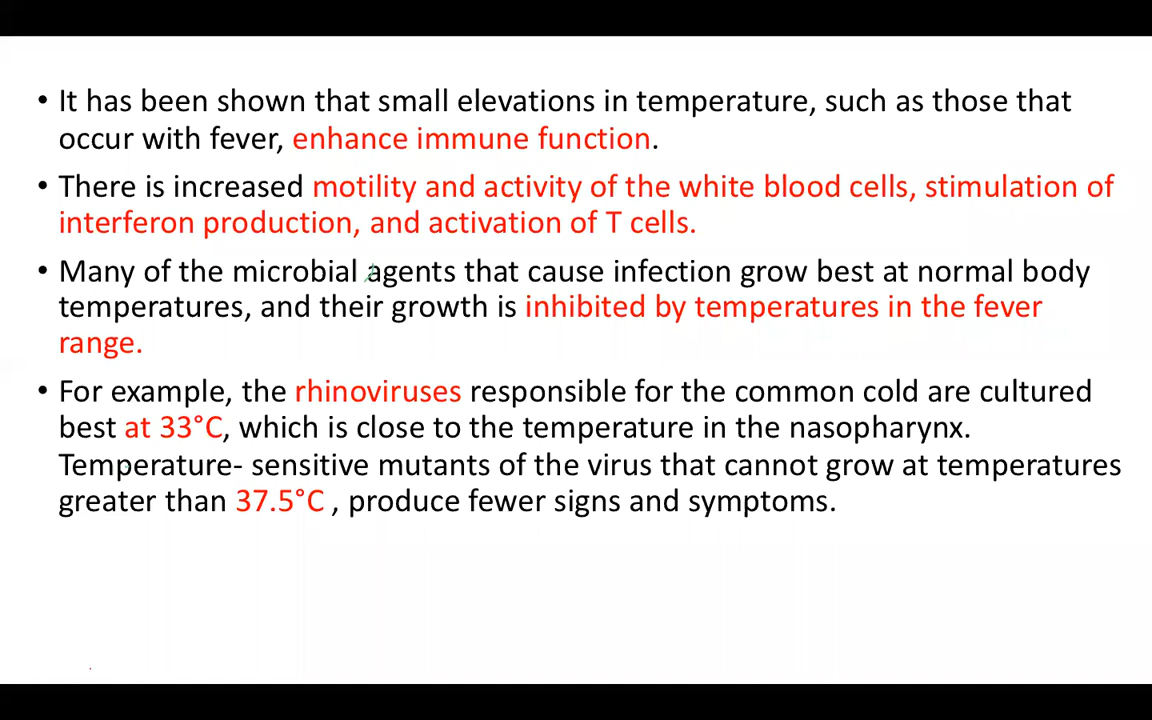 • It has been shown that small elevations in temperature, such as those that
occur with fever, enhance immune function.
• There is increased motility and activity of the white blood cells, stimulation of
interferon production, and activation of T cells.
• Many of the microbial agents that cause infection grow best at normal body
temperatures, and their growth is inhibited by temperatures in the fever
range.
• For example, the rhinoviruses responsible for the common cold are cultured
best at 33°C, which is close to the temperature in the nasopharynx.
Temperature- sensitive mutants of the virus that cannot grow at temperatures
greater than 37.5°C , produce fewer signs and symptoms.